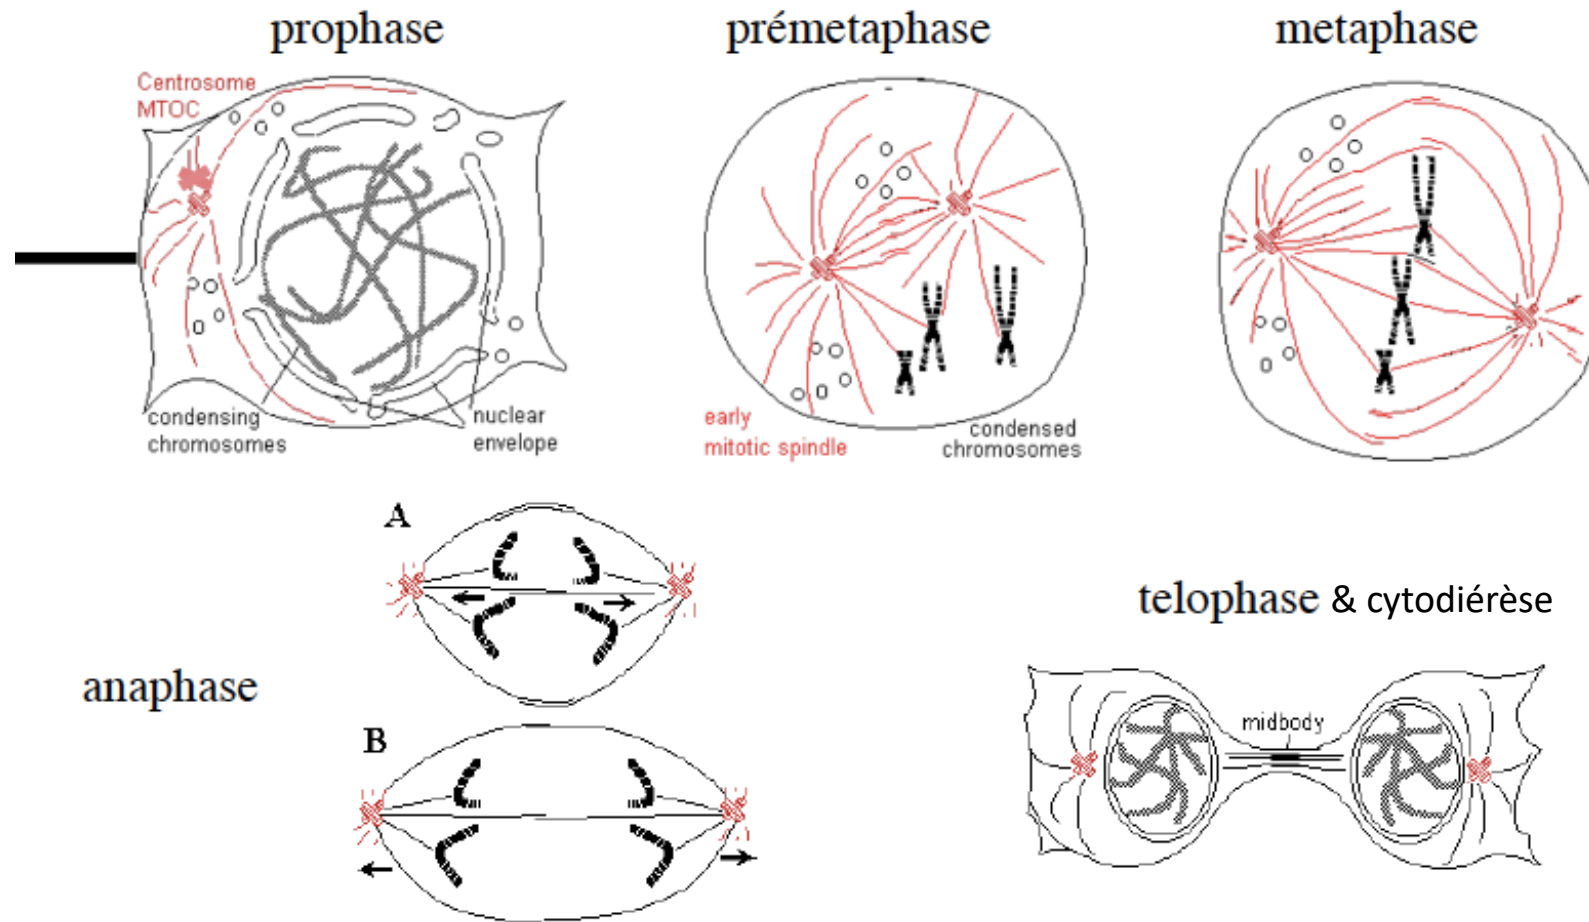 prophase
prémetaphase
metaphase
Centrosome
MTOC
condensing
chromosomes
nuclear
envelope
early
mitotic spindle
condensed
chromosomes
A
anaphase
B
telophase & cytodiérèse
midbody